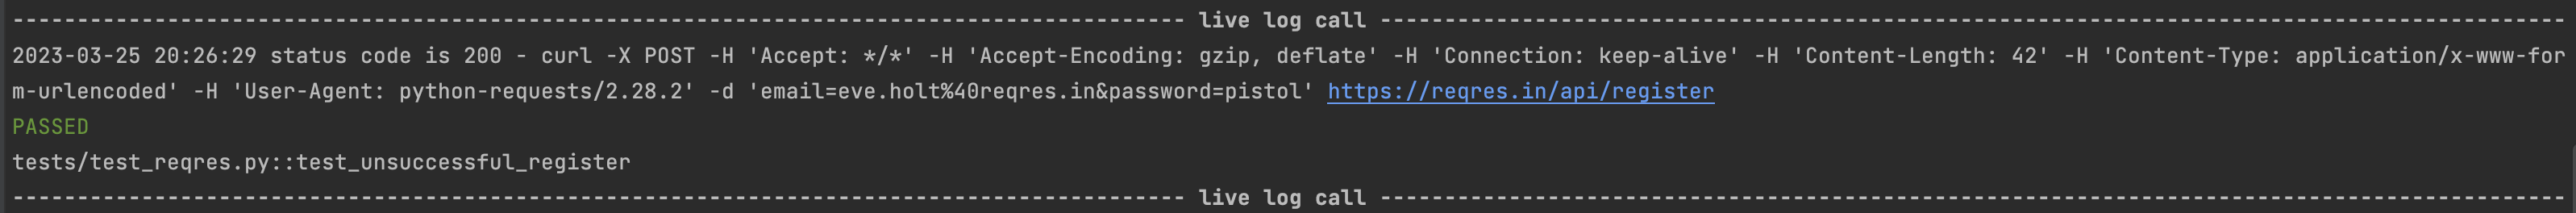 ------------------------------------------------------------------------------------------- live log call --------------------------------------------------------------------------------------------
2023-03-25 20:26:29 status code is 200 - curl -X POST -H 'Accept: */*' -H 'Accept-Encoding: gzip, deflate' -H 'Connection: keep-alive' -H 'Content-Length: 42' -H 'Content-Type: application/x-www-for
m-urlencoded' -H 'User-Agent: python-requests/2.28.2' -d 'email=eve.holt%40reqres.in&password=pistol' https://reqres.in/api/register
PASSED
tests/test_reqres.py::test_unsuccessful_register
------------------------------------------------------------------------------------------- live log call --------------------------------------------------------------------------------------------